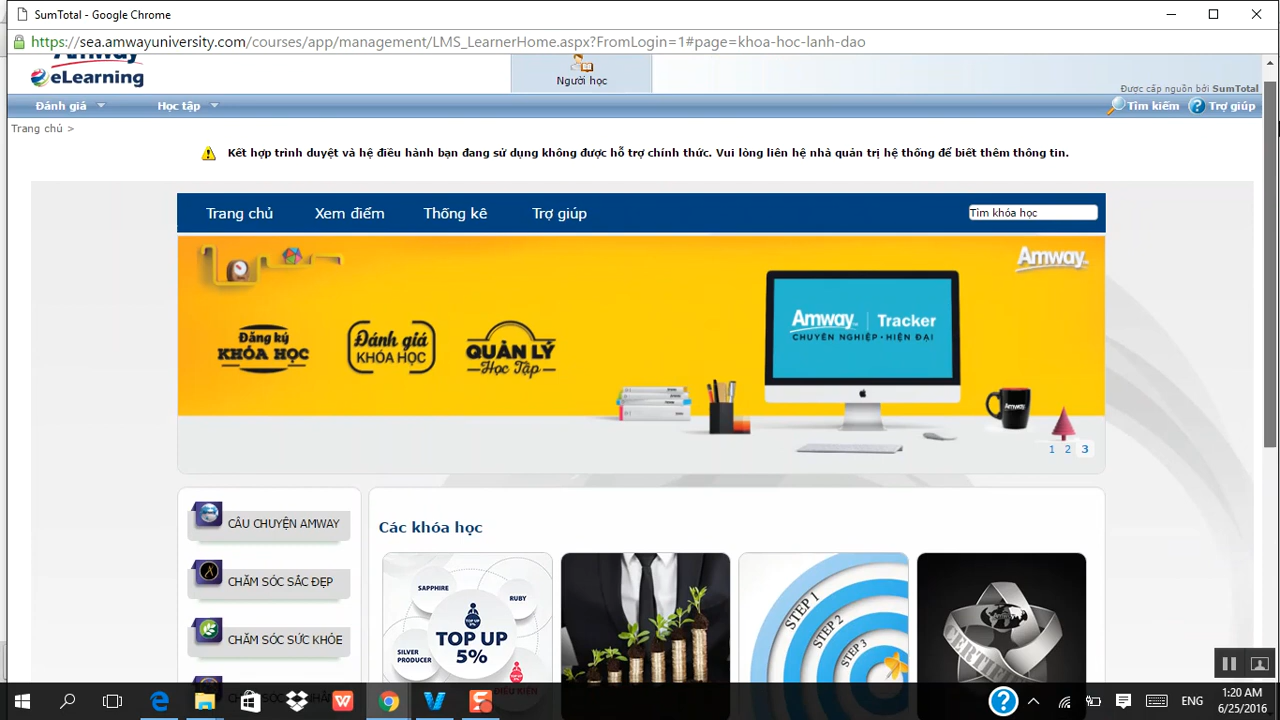 SumTotal - Google Chrome
https://sea.amwayuniversity.com/courses/app/management/LMS_LearnerHome.aspx?FromLogin=1#page=khoa-hoc-lanh-dao
Amway
eLearning
Người học
Được cấp nguồn bởi SumTotal
Đánh giá
Học tập
Tìm kiếm
Trợ giúp
Trang chủ >
Kết hợp trình duyệt và hệ điều hành bạn đang sử dụng không được hỗ trợ chính thức. Vui lòng liên hệ nhà quản trị hệ thống để biết thêm thông tin.
Trang chủ
Xem điểm
Thống kê
Trợ giúp
Tìm khóa học
Amway
Đăng ký
KHÓA HỌC
Đánh giá
KHÓA HỌC
QUẢN LÝ
Học Tập
Amway | Tracker
CHUYÊN NGHIỆP • HIỆN ĐẠI
Amway
1 2 3
CÂU CHUYỆN AMWAY
CHĂM SÓC SẮC ĐẸP
CHĂM SÓC SỨC KHỎE
Các khóa học
SAPPHIRE
RUBY
TOP UP
5%
SILVER
PRODUCER
STEP 1
STEP 2
STEP 3
ENG
1:20 AM
6/25/2016